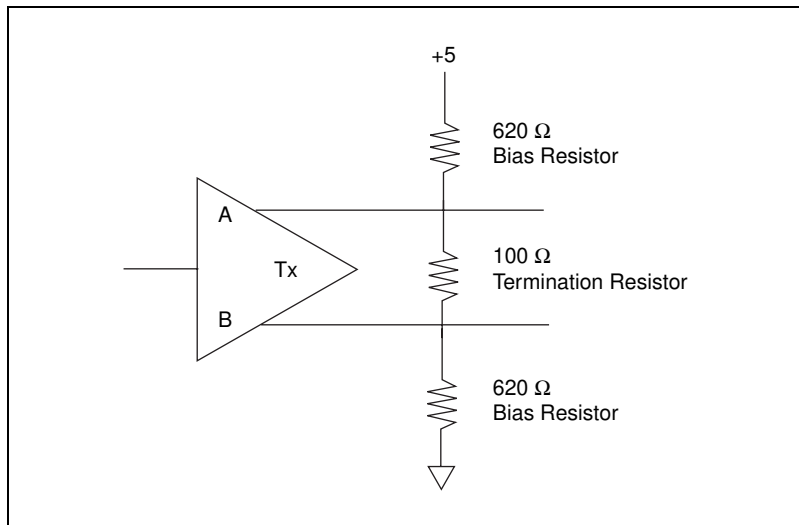 +5
620 Ω
Bias Resistor
A
100 Ω
Tx
Termination Resistor
B
620 Ω
Bias Resistor